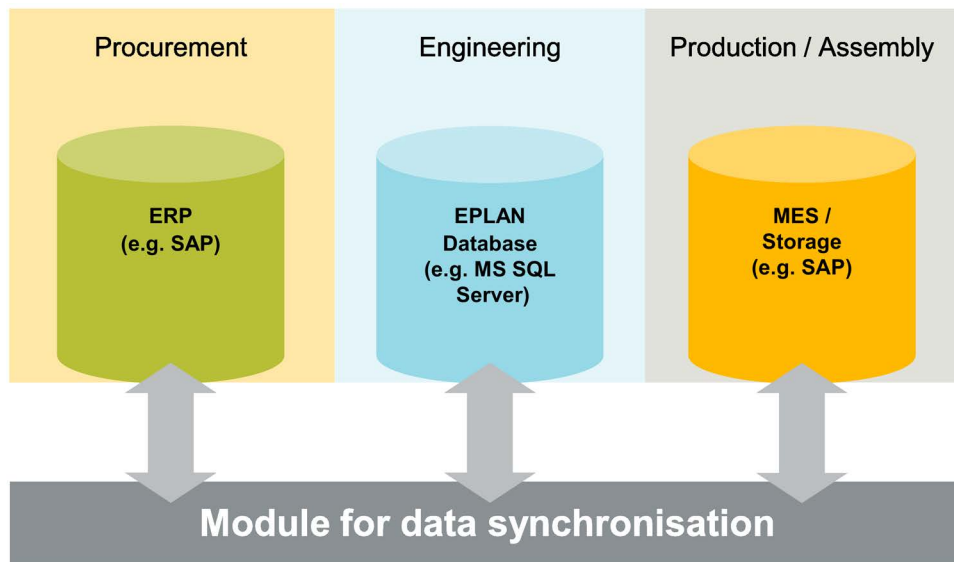 Procurement
Engineering
Production / Assembly
ERP
(e.g. SAP)
EPLAN
Database
(e.g. MS SQL
Server)
MES /
Storage
(e.g. SAP)
Module for data synchronisation